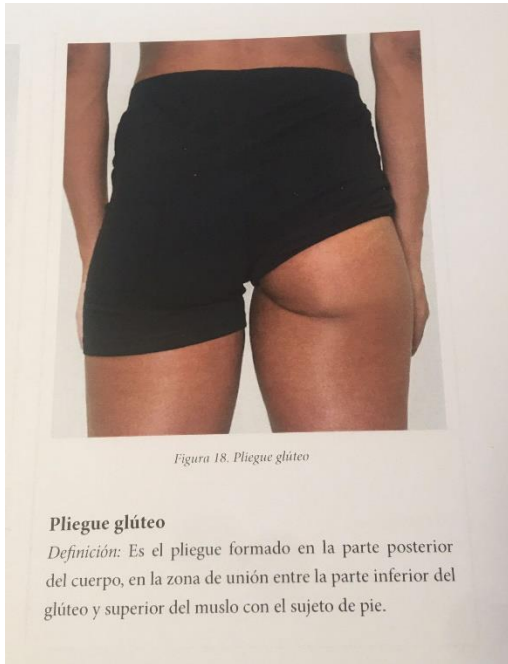 Figura 18. Pliegue glúteo
Pliegue glúteo
Definición: Es el pliegue formado en la parte posterior
del cuerpo, en la zona de unión entre la parte inferior del
glúteo y superior del muslo con el sujeto de pie.